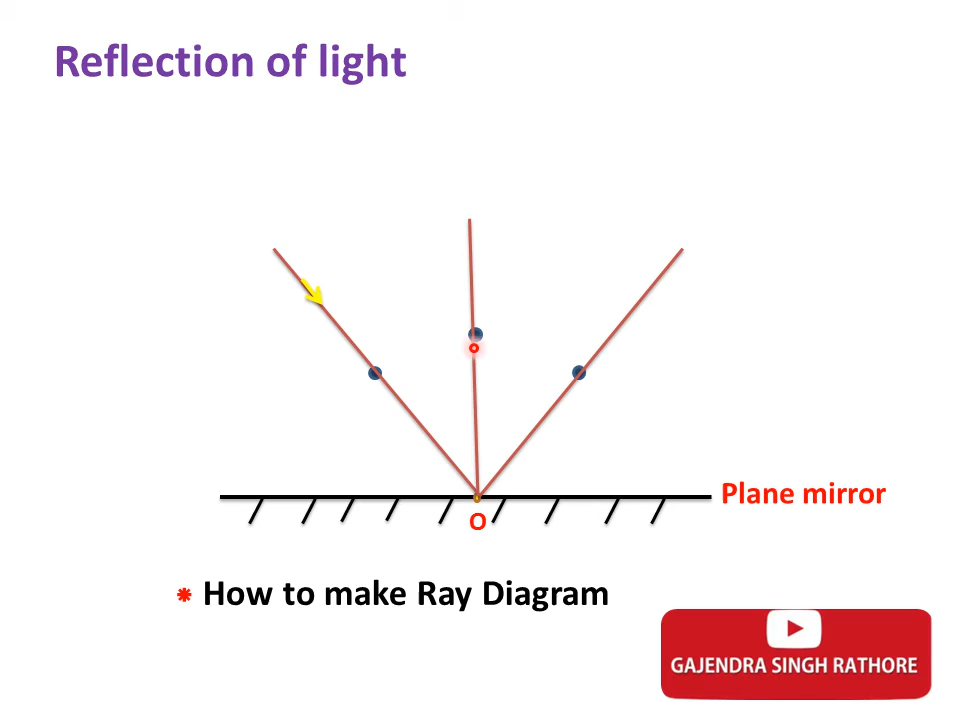 Reflection of light
Plane mirror
O
How to make Ray Diagram
GAJENDRA SINGH RATHORE